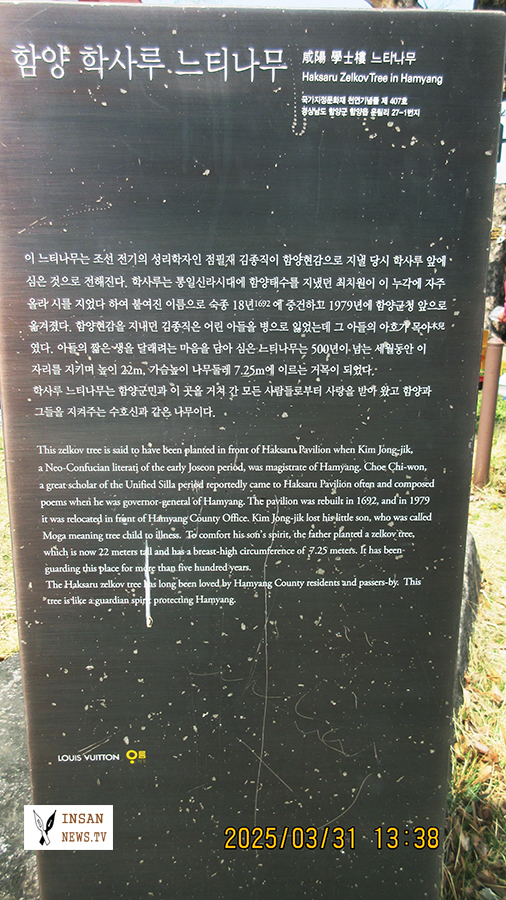 함양 학사루 느티나무
咸陽 學士樓 느티나무
Haksaru Zelkov Tree in Hamyang
국가지정문화재 천연기념물 제 407호
경상남도 함양군 함양읍 운림리 27-1번지
이 느티나무는 조선 전기의 성리학자인 점필재 김종직이 함양현감으로 지낼 당시 학사루 앞에
심은 것으로 전해진다. 학사루는 통일신라시대에 함양태수를 지냈던 최치원이 이 누각에 자주
올라 시를 지었다 하여 붙여진 이름으로 숙종 18년1692에 중건하고 1979년에 함양군청 앞으로
옮겨졌다. 함양현감을 지내던 김종직은 어린 아들을 병으로 잃었는데 그 아들의 아호가 목아木兒
였다. 아들의 짧은 생을 달래려는 마음을 담아 심은 느티나무는 500년이 넘는 세월동안 이
자리를 지키며 높이 22m, 가슴높이 나무둘레 7.25m에 이르는 거목이 되었다.
학사루 느티나무는 함양군민과 이 곳을 거쳐 간 모든 사람들로부터 사랑을 받아 왔고 함양과
그들을 지켜주는 수호신과 같은 나무이다.
This zelkov tree is said to have been planted in front of Haksaru Pavilion when Kim Jong-jik,
a Neo-Confucian literatj of the early Joseon period, was magistrate of Hamyang. Choe Chi-won,
a great scholar of the Unified Silla period reportedly came to Haksaru Pavilion often and composed
poems when he was governor-general of Hamyang. The pavilion was rebuilt in 1692, and in 1979
it was relocated in front of Hamyang County Office. Kim Jong-jik lost his little son, who was called
Moga meaning tree child to illness. To comfort his son's spirit, the father planted a zelkov tree,
which is now 22 meters tall and has a breast-high circumference of 7.25 meters. It has been
guarding this place for more than five hundred years.
The Haksaru zelkov tree has long been loved by Hamyang County residents and passers-by. This
tree is like a guardian spirit protecting Hamyang.
LOUIS VUITTON
INSAN
NEWS.TV
2025/03/31 13:38